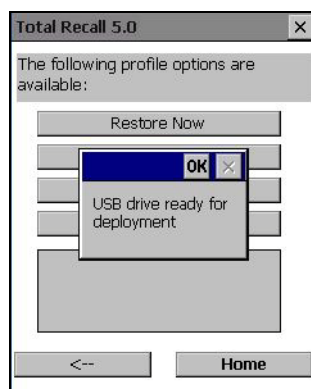 Total Recall 5.0
The following profile options are
available:
Restore Now
OK
USB drive ready for
deployment
<--
Home